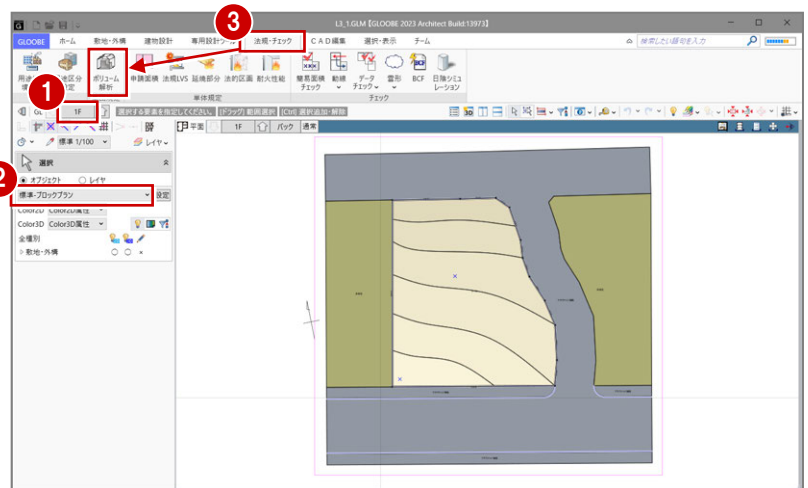 3
L3_1.GLM【GLOOBE 2023 Architect Build:13973】
GLOOBE ホーム 敷地・外構 建物設計 専用設計ツール 法規・チェック CAD編集 選択・表示 チーム 検索したい語句を入力
ボリューム 解析 申請面積 法規LVS 延焼部分 法的区画 耐火性能 簡易面積 チェック 動線 データ チェック 雲形 BCF 日陰シミュ レーション
単体規定 チェック
1
1F 選択する要素を指定してください。 [ドラッグ] 範囲選択 [Ctrl] 選択追加・解除
平面 1F バック 通常
標準 1/100 レイヤ
選択
2
オブジェクト レイヤ
標準-ブロックプラン 設定
Color2D Color2D属性
Color3D Color3D属性
全種別
敷地・外構